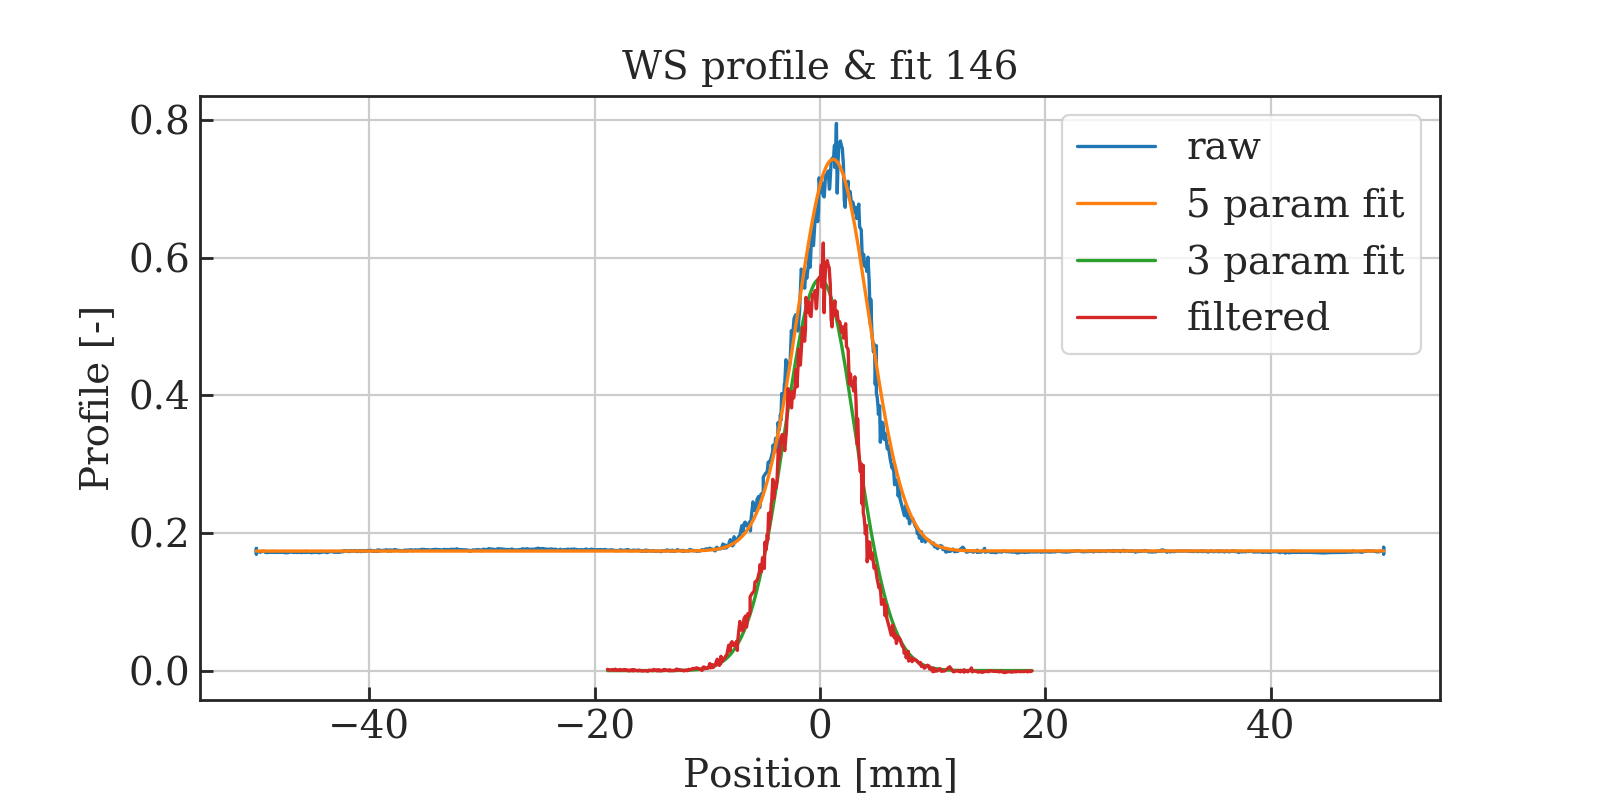 WS profile & fit 146
raw
5 param fit
3 param fit
filtered
Profile [-]
0.8
0.6
0.4
0.2
0.0
−40
−20
0
20
40
Position [mm]